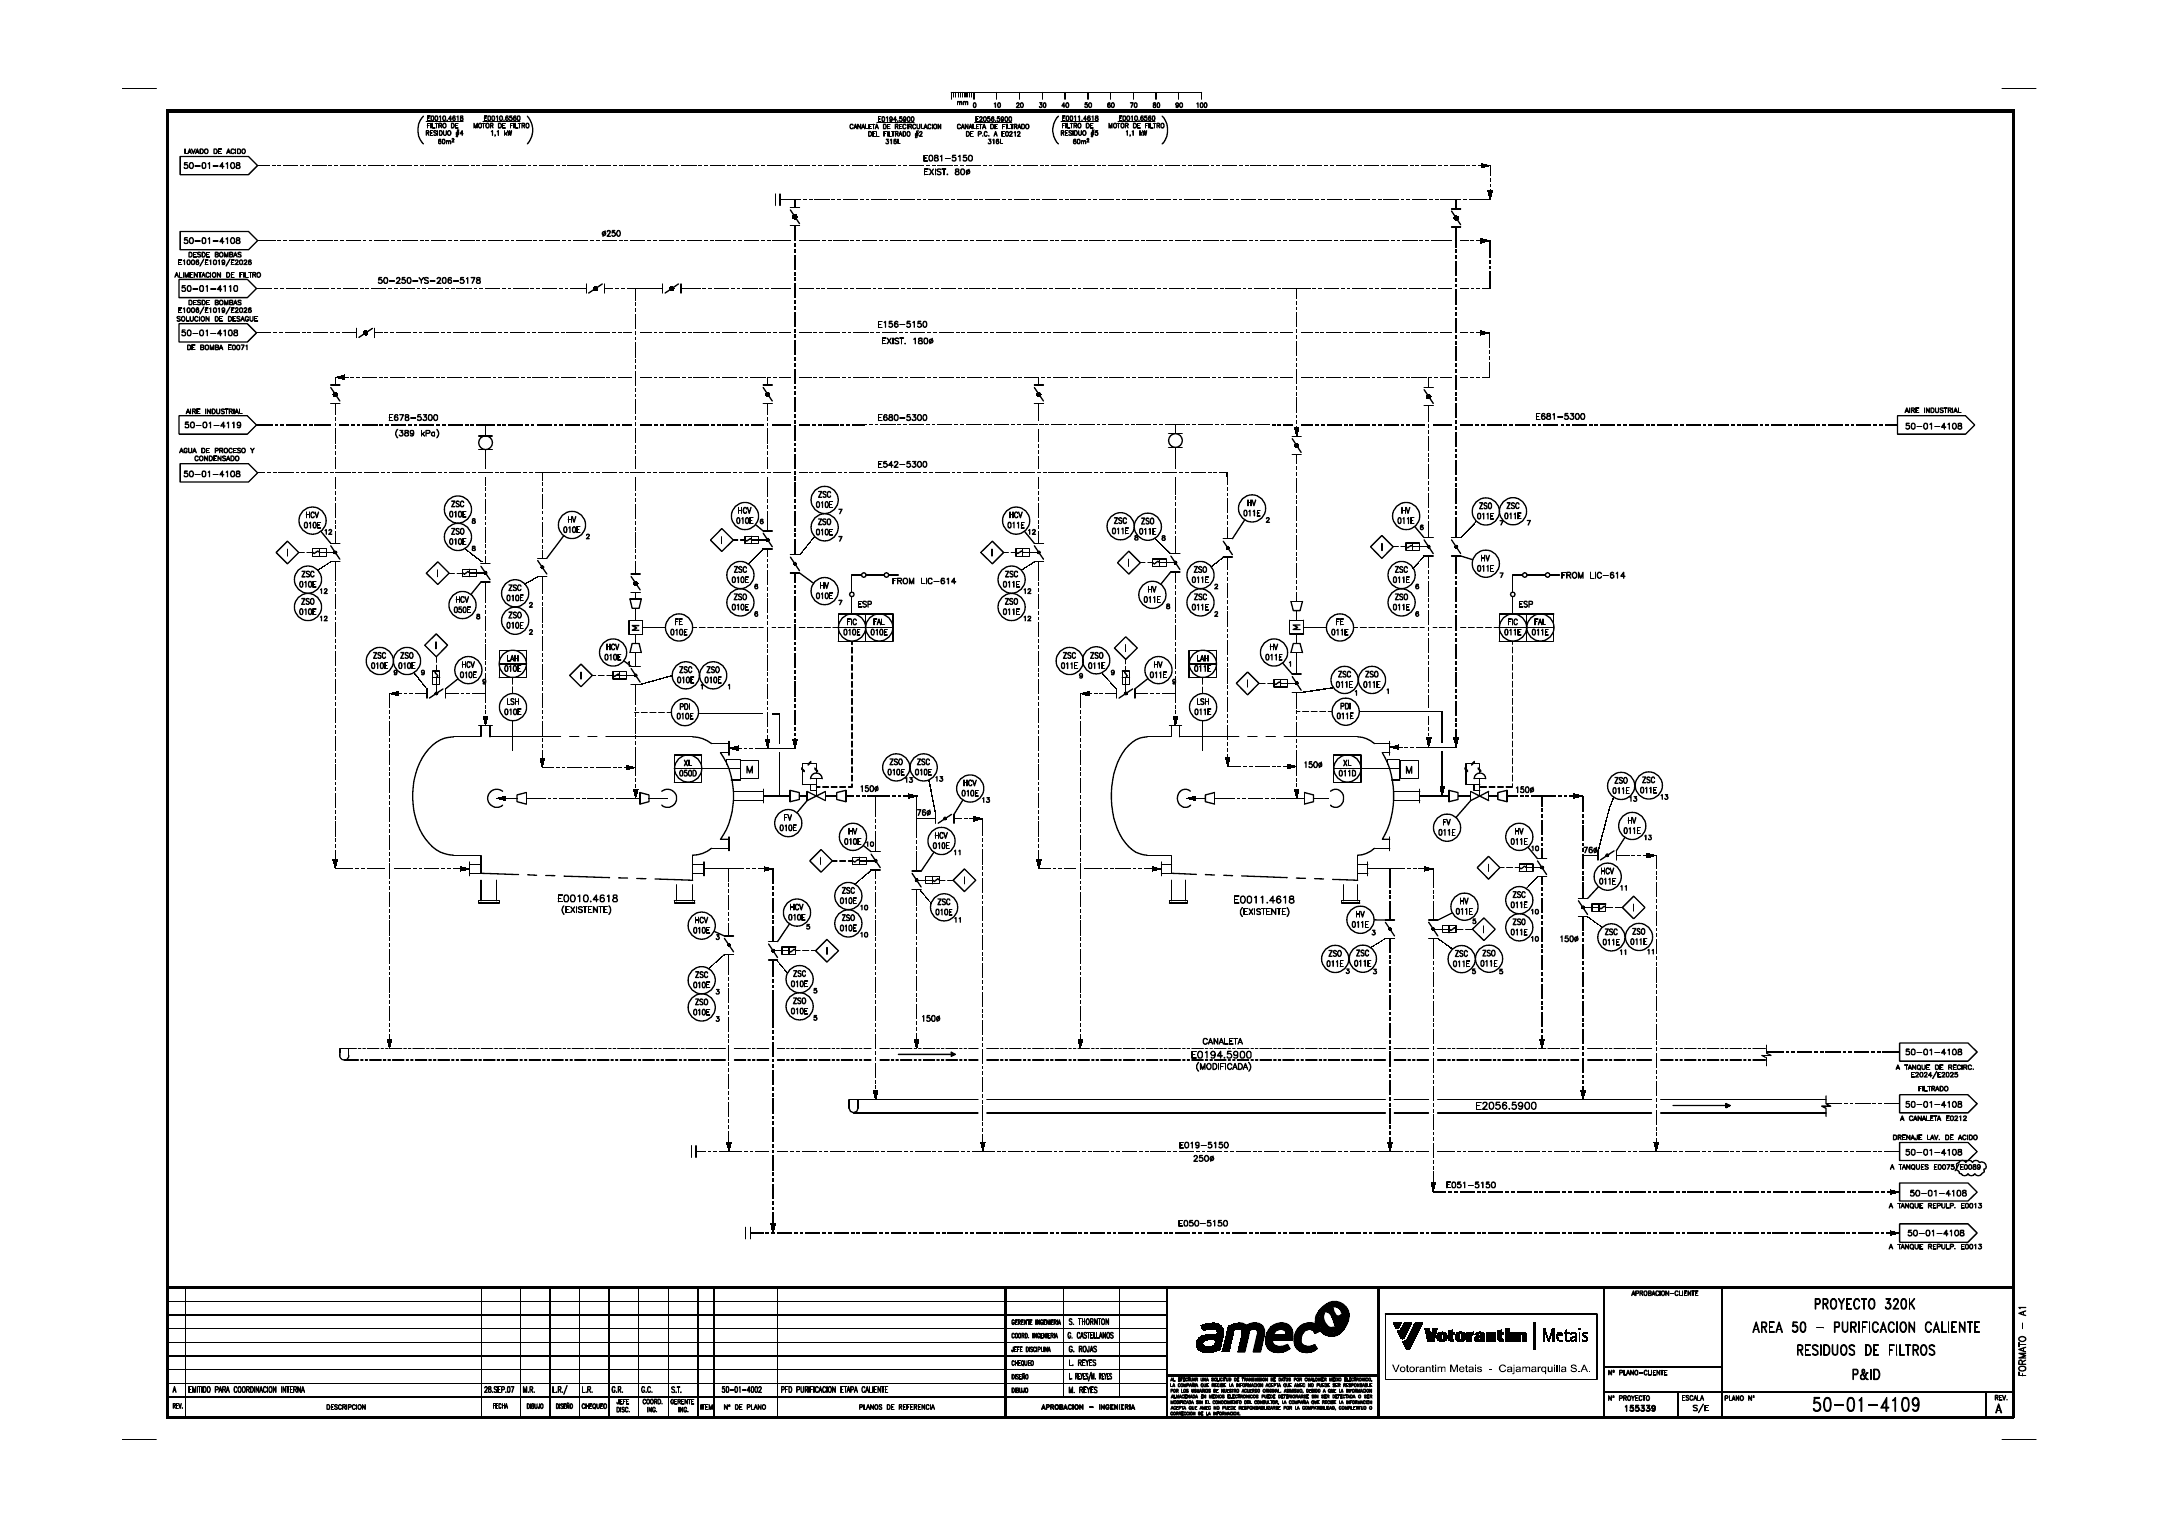 mm 0 10 20 30 40 50 60 70 80 90 100
E0010.4618
FILTRO DE
RESIDUO #4
60m²
E0010.6560
MOTOR DE FILTRO
1,1 kW
E0194.5900
CANALETA DE RECIRCULACION
DEL FILTRADO #2
316L
E2056.5900
CANALETA DE FILTRADO
DE P.C. A E0212
316L
E0011.4618
FILTRO DE
RESIDUO #5
60m²
E0010.6560
MOTOR DE FILTRO
1,1 kW
LAVADO DE ACIDO
50-01-4108
E081-5150
EXIST. 80ø
50-01-4108
DESDE BOMBAS
E1006/E1019/E2026
ø250
ALIMENTACION DE FILTRO
50-01-4110
50-250-YS-206-5178
DESDE BOMBAS
E1006/E1019/E2026
SOLUCION DE DESAGUE
50-01-4108
DE BOMBA E0071
E156-5150
EXIST. 180ø
AIRE INDUSTRIAL
50-01-4119
E678-5300
(389 kPa)
E680-5300
E681-5300
AIRE INDUSTRIAL
50-01-4108
AGUA DE PROCESO Y
CONDENSADO
50-01-4108
E542-5300
HCV 010E 12
I
ZSC 010E 12
ZSO 010E 12
ZSC 010E 8
ZSO 010E 8
I
HCV 050E 8
HV 010E 2
ZSC 010E 2
ZSO 010E 2
HCV 010E 6
I
ZSC 010E 6
ZSO 010E 6
ZSC 010E 7
ZSO 010E 7
HV 010E 7
FROM LIC-614
ESP
FIC 010E
FAL 010E
FE 010E
M
HCV 010E 1
I
ZSC 010E 1
ZSO 010E 1
PDI 010E
ZSC 010E 9
ZSO 010E 9
I
HCV 010E 9
LAH 010E
LSH 010E
XL 050D
M
FV 010E
150ø
ZSO 010E 13
ZSC 010E 13
HCV 010E 13
76ø
HV 010E 10
I
ZSC 010E 10
ZSO 010E 10
HCV 010E 11
I
ZSC 010E 11
E0010.4618
(EXISTENTE)
HCV 010E 3
ZSC 010E 3
ZSO 010E 3
HCV 010E 5
I
ZSC 010E 5
ZSO 010E 5
150ø
HCV 011E 12
I
ZSC 011E 12
ZSO 011E 12
ZSC 011E 8
ZSO 011E 8
I
HV 011E 8
HV 011E 2
ZSO 011E 2
ZSC 011E 2
HV 011E 6
I
ZSC 011E 6
ZSO 011E 6
ZSO 011E 7
ZSC 011E 7
HV 011E 7
FROM LIC-614
ESP
FIC 011E
FAL 011E
FE 011E
M
HV 011E 1
I
ZSC 011E 1
ZSO 011E 1
PDI 011E
ZSC 011E 9
ZSO 011E 9
I
HV 011E 9
LAH 011E
LSH 011E
150ø
XL 011D
M
FV 011E
150ø
ZSO 011E 13
ZSC 011E 13
HV 011E 13
76ø
HV 011E 10
I
ZSC 011E 10
ZSO 011E 10
HCV 011E 11
I
ZSC 011E 11
ZSO 011E 11
E0011.4618
(EXISTENTE)
HV 011E 3
ZSO 011E 3
ZSC 011E 3
HV 011E 5
I
ZSC 011E 5
ZSO 011E 5
150ø
CANALETA
E0194.5900
(MODIFICADA)
50-01-4108
A TANQUE DE RECIRC.
E2024/E2025
FILTRADO
E2056.5900
50-01-4108
A CANALETA E0212
DRENAJE LAV. DE ACIDO
E019-5150
250ø
50-01-4108
A TANQUES E0075/E0089
E051-5150
50-01-4108
A TANQUE REPULP. E0013
E050-5150
50-01-4108
A TANQUE REPULP. E0013
A EMITIDO PARA COORDINACION INTERNA 28.SEP.07 M.R. L.R./ L.R. G.R. G.C. S.T. 50-01-4002 PFD PURIFICACION ETAPA CALIENTE
REV. DESCRIPCION FECHA DIBUJO DISEÑO CHEQUEO JEFE DISC. COORD. ING. GERENTE ING. ITEM N° DE PLANO PLANOS DE REFERENCIA
GERENTE INGENIERIA S. THORNTON
COORD. INGENIERIA G. CASTELLANOS
JEFE DISCIPLINA G. ROJAS
CHEQUEO L. REYES
DISEÑO L. REYES/M. REYES
DIBUJO M. REYES
APROBACION - INGENIERIA
amec
Votorantim | Metais
Votorantim Metais - Cajamarquilla S.A.
APROBACION-CLIENTE
N° PLANO-CLIENTE
N° PROYECTO
155339
ESCALA
S/E
PROYECTO 320K
AREA 50 - PURIFICACION CALIENTE
RESIDUOS DE FILTROS
P&ID
PLANO N°
50-01-4109
REV.
A
FORMATO - A1